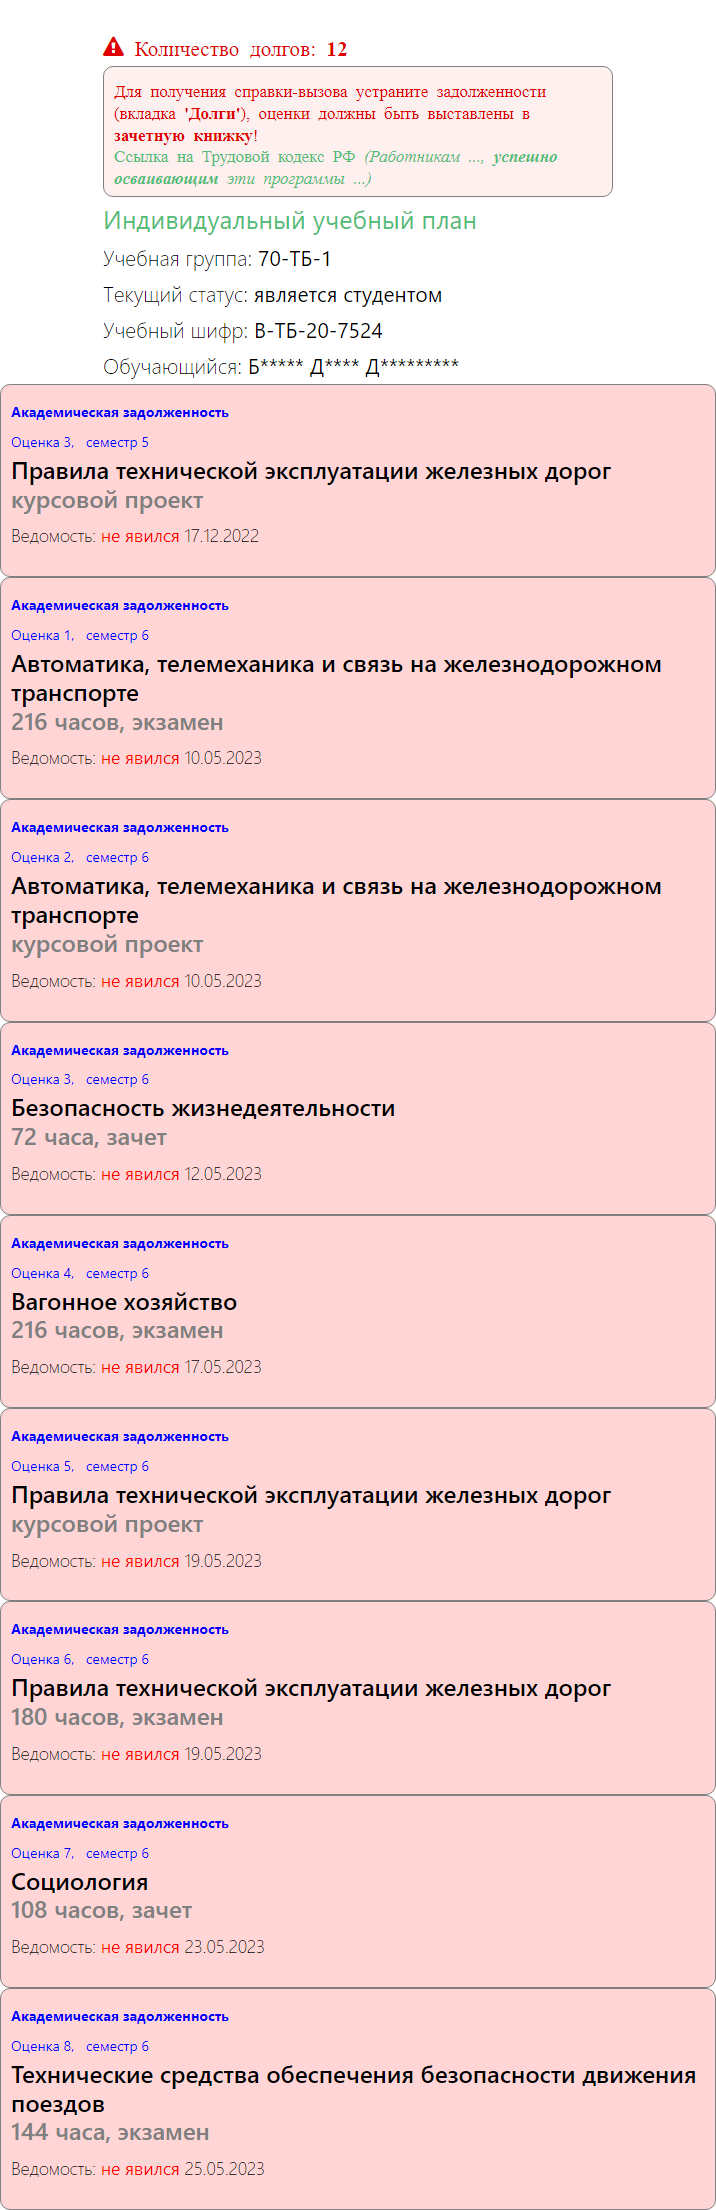 Количество долгов: 12
Для получения справки-вызова устраните задолженности
(вкладка 'Долги'), оценки должны быть выставлены в
зачетную книжку!
Ссылка на Трудовой кодекс РФ (Работникам ..., успешно
осваивающим эти программы ...)
Индивидуальный учебный план
Учебная группа: 70-ТБ-1
Текущий статус: является студентом
Учебный шифр: В-ТБ-20-7524
Обучающийся: Б***** Д**** Д*********
Академическая задолженность
Оценка 3, семестр 5
Правила технической эксплуатации железных дорог
курсовой проект
Ведомость: не явился 17.12.2022
Академическая задолженность
Оценка 1, семестр 6
Автоматика, телемеханика и связь на железнодорожном
транспорте
216 часов, экзамен
Ведомость: не явился 10.05.2023
Академическая задолженность
Оценка 2, семестр 6
Автоматика, телемеханика и связь на железнодорожном
транспорте
курсовой проект
Ведомость: не явился 10.05.2023
Академическая задолженность
Оценка 3, семестр 6
Безопасность жизнедеятельности
72 часа, зачет
Ведомость: не явился 12.05.2023
Академическая задолженность
Оценка 4, семестр 6
Вагонное хозяйство
216 часов, экзамен
Ведомость: не явился 17.05.2023
Академическая задолженность
Оценка 5, семестр 6
Правила технической эксплуатации железных дорог
курсовой проект
Ведомость: не явился 19.05.2023
Академическая задолженность
Оценка 6, семестр 6
Правила технической эксплуатации железных дорог
180 часов, экзамен
Ведомость: не явился 19.05.2023
Академическая задолженность
Оценка 7, семестр 6
Социология
108 часов, зачет
Ведомость: не явился 23.05.2023
Академическая задолженность
Оценка 8, семестр 6
Технические средства обеспечения безопасности движения
поездов
144 часа, экзамен
Ведомость: не явился 25.05.2023